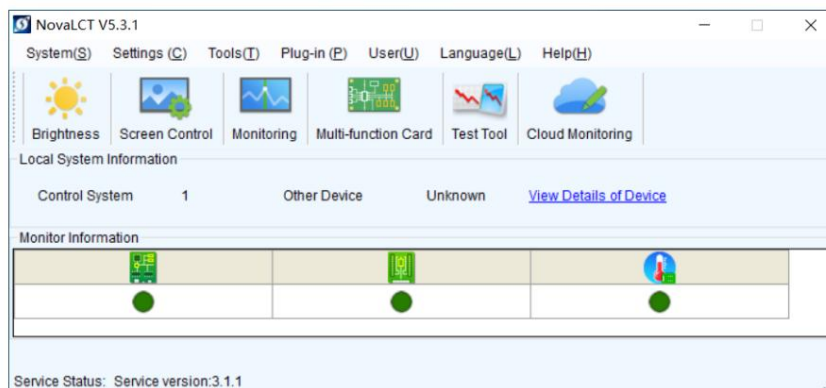 NovaLCT V5.3.1
System(S) Settings (C) Tools(T) Plug-in (P) User(U) Language(L) Help(H)
Brightness Screen Control Monitoring Multi-function Card Test Tool Cloud Monitoring
Local System Information
Control System 1 Other Device Unknown View Details of Device
Monitor Information
Service Status: Service version:3.1.1